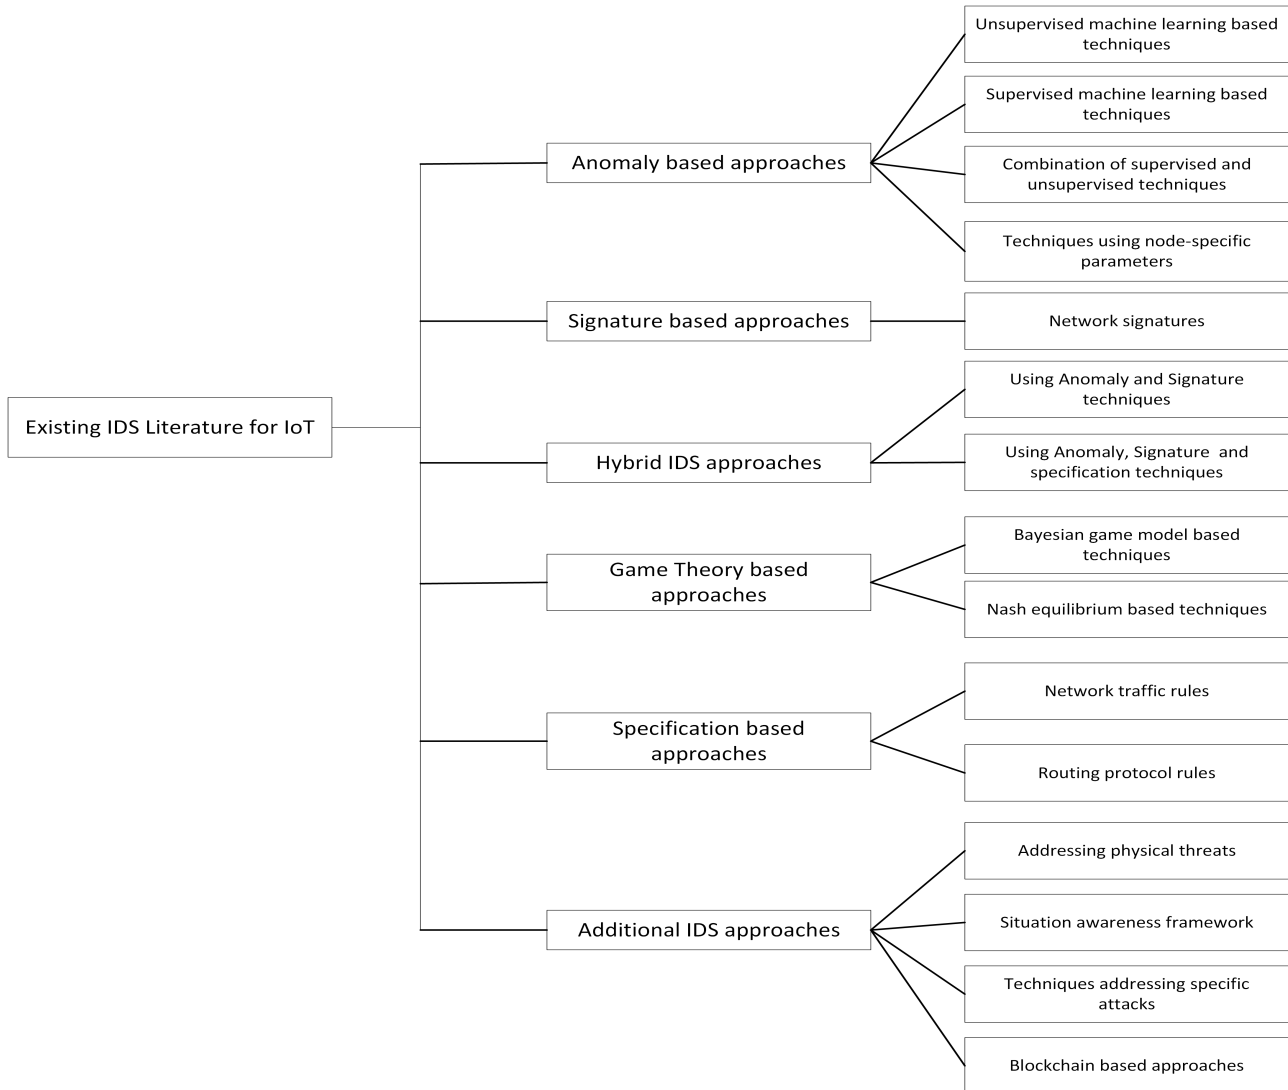 Existing IDS Literature for IoT
Anomaly based approaches
Unsupervised machine learning based
techniques
Supervised machine learning based
techniques
Combination of supervised and
unsupervised techniques
Techniques using node-specific
parameters
Signature based approaches
Network signatures
Hybrid IDS approaches
Using Anomaly and Signature
techniques
Using Anomaly, Signature  and
specification techniques
Game Theory based
approaches
Bayesian game model based
techniques
Nash equilibrium based techniques
Specification based
approaches
Network traffic rules
Routing protocol rules
Additional IDS approaches
Addressing physical threats
Situation awareness framework
Techniques addressing specific
attacks
Blockchain based approaches